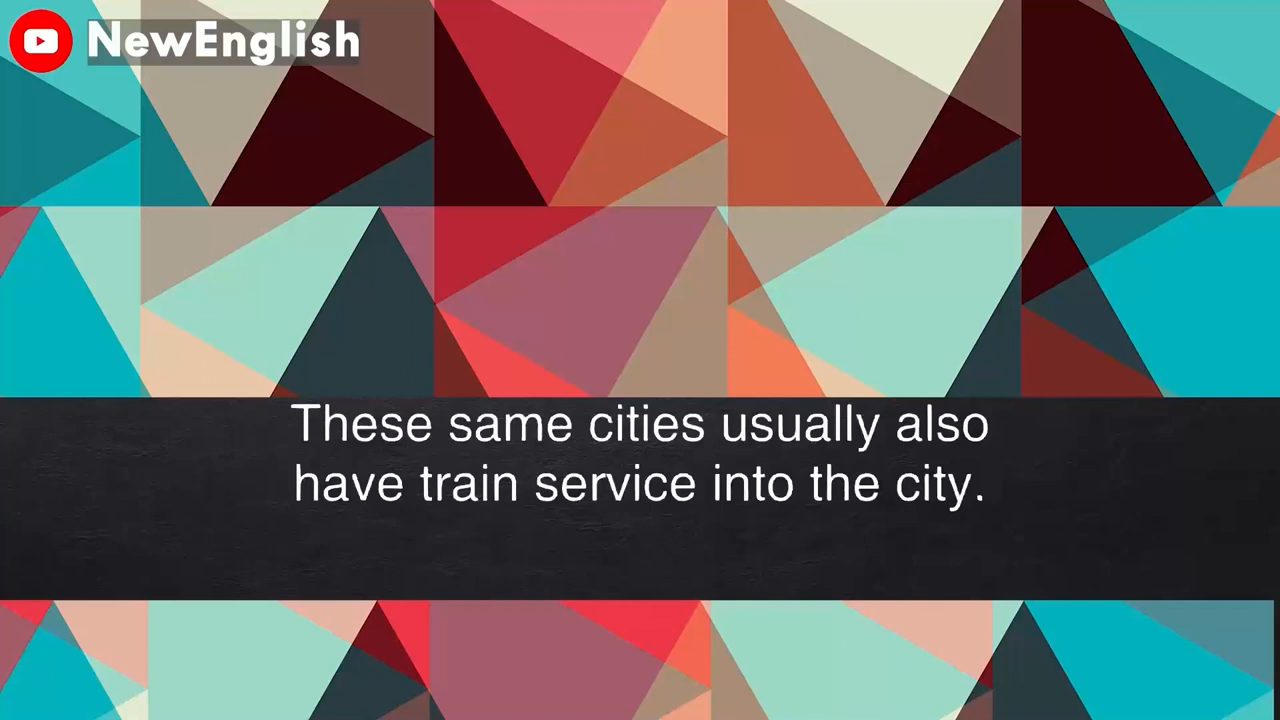 NewEnglish
These same cities usually also
have train service into the city.